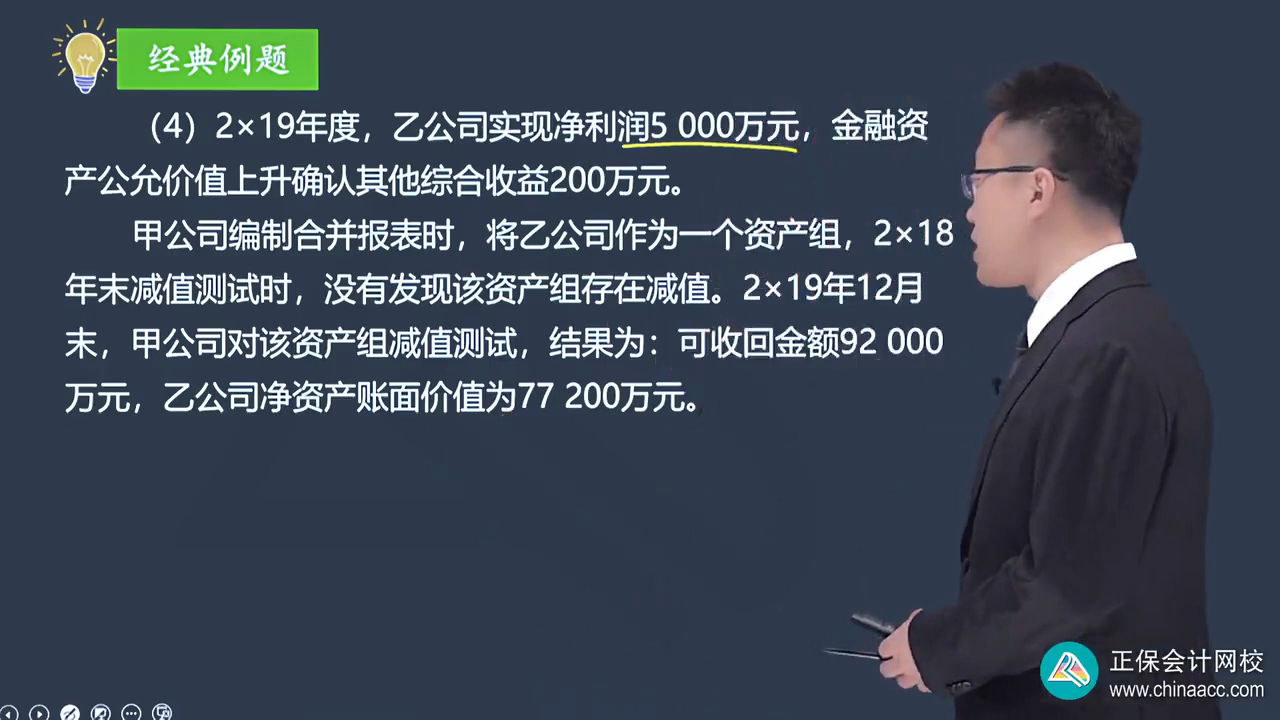 经典例题
（4）2×19年度，乙公司实现净利润5 000万元，金融资
产公允价值上升确认其他综合收益200万元。
甲公司编制合并报表时，将乙公司作为一个资产组，2×18
年末减值测试时，没有发现该资产组存在减值。2×19年12月
末，甲公司对该资产组减值测试，结果为：可收回金额92 000
万元，乙公司净资产账面价值为77 200万元。
正保会计网校
www.chinaacc.com